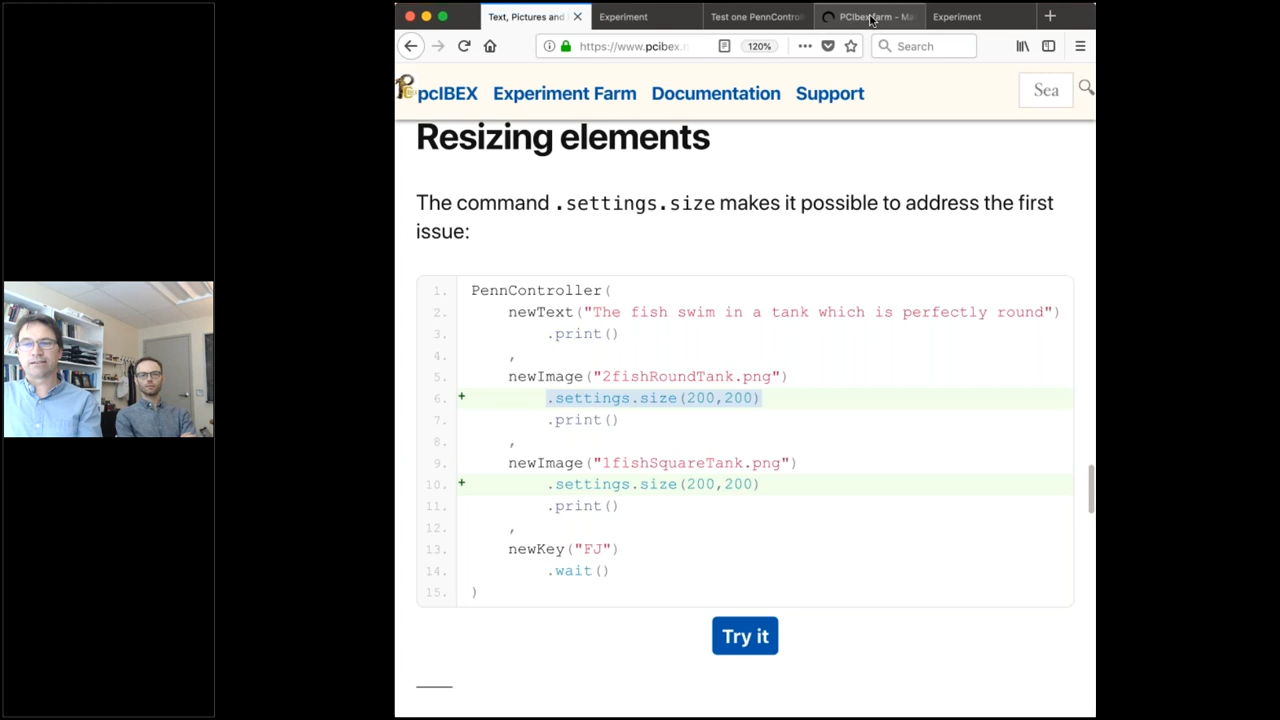 Text, Pictures and
Experiment
Test one PennControl
PCIbex Farm - Ma
Experiment
https://www.pcibex.n
120%
Search
pcIBEX
Experiment Farm
Documentation
Support
Sea
Resizing elements
The command .settings.size makes it possible to address the first
issue:
1. PennController(
2. newText("The fish swim in a tank which is perfectly round")
3. .print()
4. ,
5. newImage("2fishRoundTank.png")
6. + .settings.size(200,200)
7. .print()
8. ,
9. newImage("1fishSquareTank.png")
10. + .settings.size(200,200)
11. .print()
12. ,
13. newKey("FJ")
14. .wait()
15. )
Try it